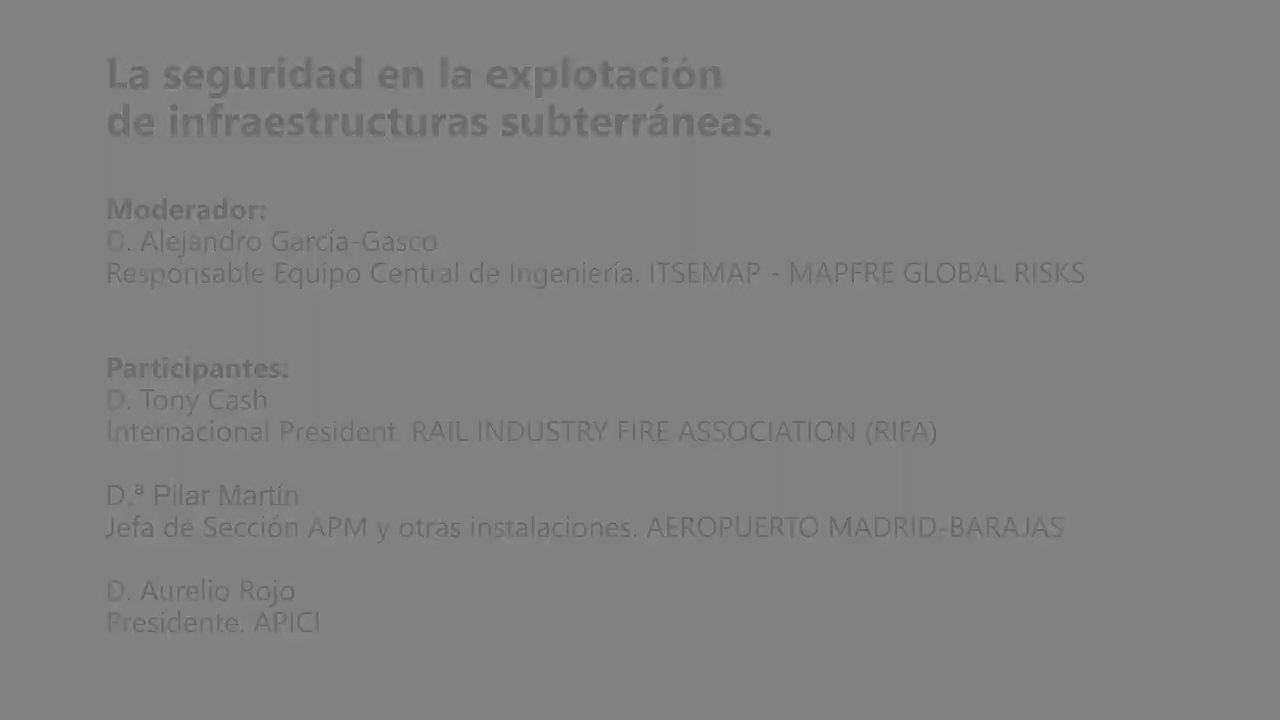 La seguridad en la explotación
de infraestructuras subterráneas.
Moderador:
D. Alejandro García-Gasco
Responsable Equipo Central de Ingeniería. ITSEMAP - MAPFRE GLOBAL RISKS
Participantes:
D. Tony Cash
Internacional President. RAIL INDUSTRY FIRE ASSOCIATION (RIFA)
D.ª Pilar Martín
Jefa de Sección APM y otras instalaciones. AEROPUERTO MADRID-BARAJAS
D. Aurelio Rojo
Presidente. APICI